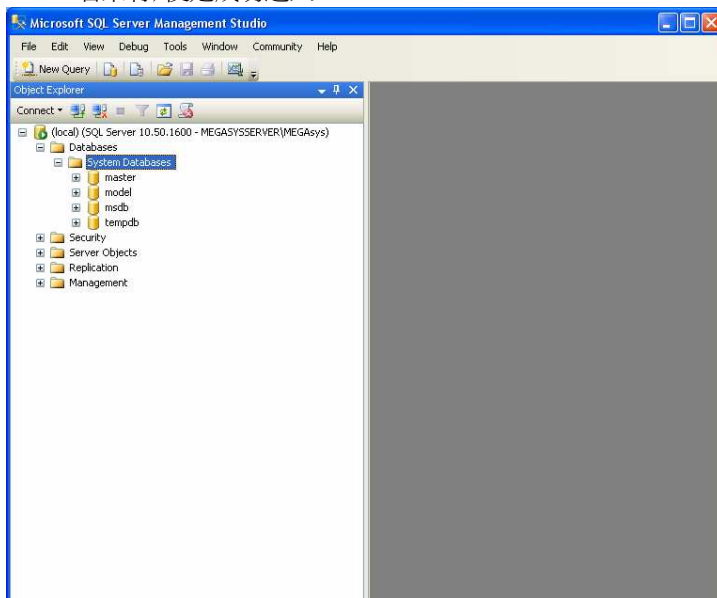 Microsoft SQL Server Management Studio
File Edit View Debug Tools Window Community Help
New Query
Object Explorer
Connect
(local) (SQL Server 10.50.1600 - MEGASYSSERVER\MEGAsys)
Databases
System Databases
master
model
msdb
tempdb
Security
Server Objects
Replication
Management